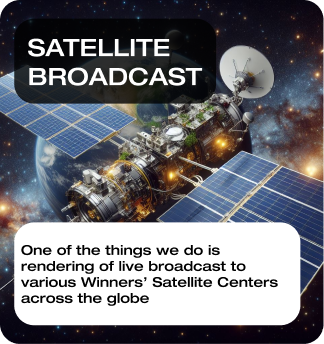 SATELLITE
BROADCAST
One of the things we do is
rendering of live broadcast to
various Winners’ Satellite Centers
across the globe